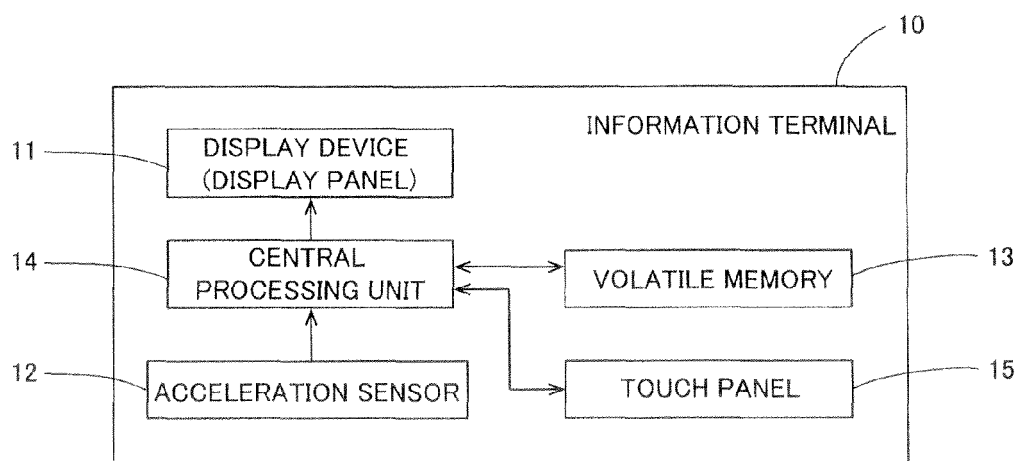 10
INFORMATION TERMINAL
11
DISPLAY DEVICE
(DISPLAY PANEL)
14
CENTRAL
PROCESSING UNIT
13
VOLATILE MEMORY
12
ACCELERATION SENSOR
15
TOUCH PANEL